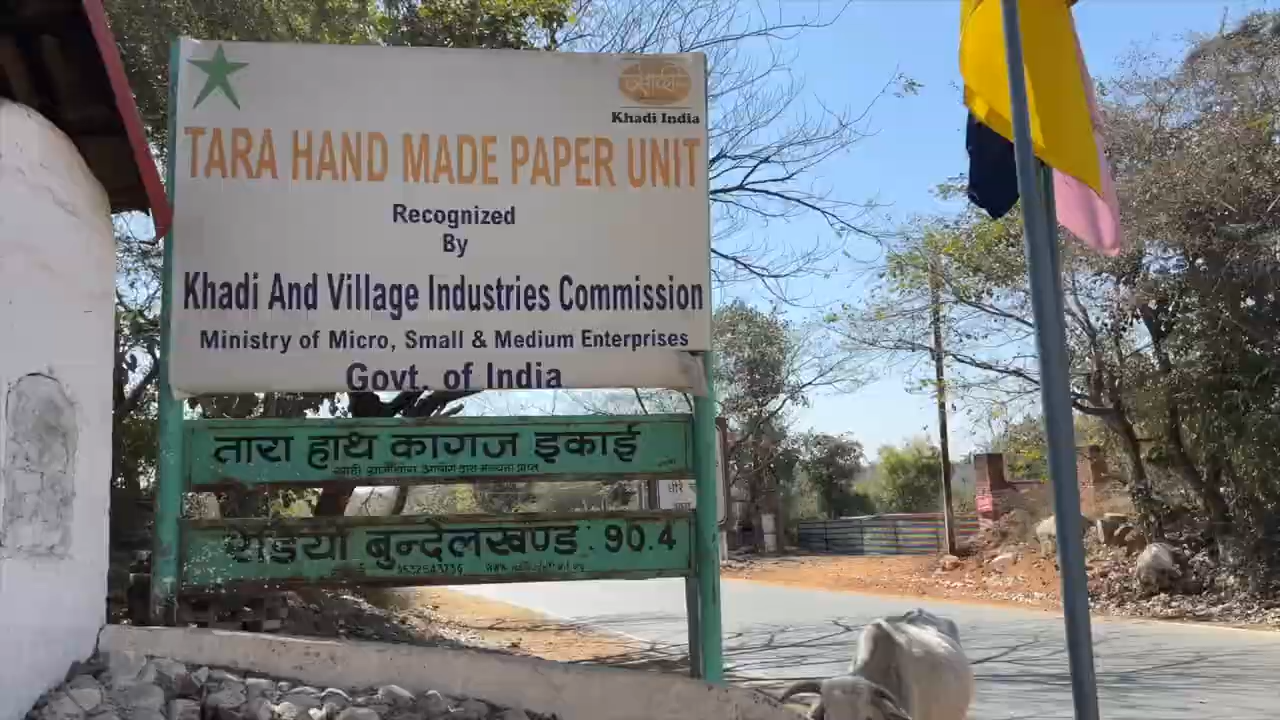 Khadi India
TARA HAND MADE PAPER UNIT
Recognized
By
Khadi And Village Industries Commission
Ministry of Micro, Small & Medium Enterprises
Govt. of India
तारा हाथ कागज इकाई
रेडियो बुन्देलखण्ड : 90.4